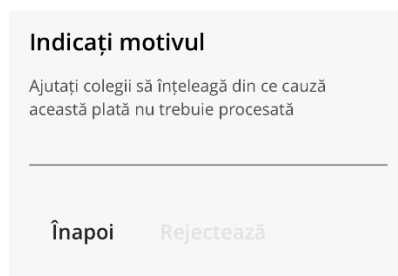 Indicați motivul
Ajutați colegii să înțeleagă din ce cauză
această plată nu trebuie procesată
Înapoi Rejectează